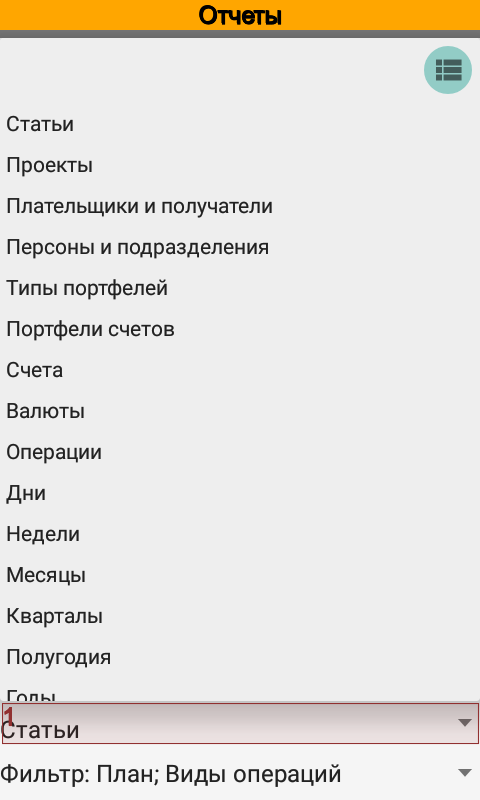 Отчеты
Статьи
Проекты
Плательщики и получатели
Персоны и подразделения
Типы портфелей
Портфели счетов
Счета
Валюты
Операции
Дни
Недели
Месяцы
Кварталы
Полугодия
Годы
1
Статьи
Фильтр: План; Виды операций